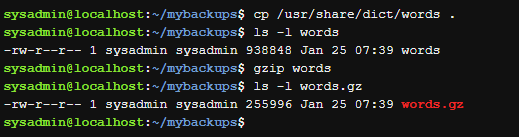 sysadmin@localhost:~/mybackups$ cp /usr/share/dict/words .
sysadmin@localhost:~/mybackups$ ls -l words
-rw-r--r-- 1 sysadmin sysadmin 938848 Jan 25 07:39 words
sysadmin@localhost:~/mybackups$ gzip words
sysadmin@localhost:~/mybackups$ ls -l words.gz
-rw-r--r-- 1 sysadmin sysadmin 255996 Jan 25 07:39 words.gz
sysadmin@localhost:~/mybackups$